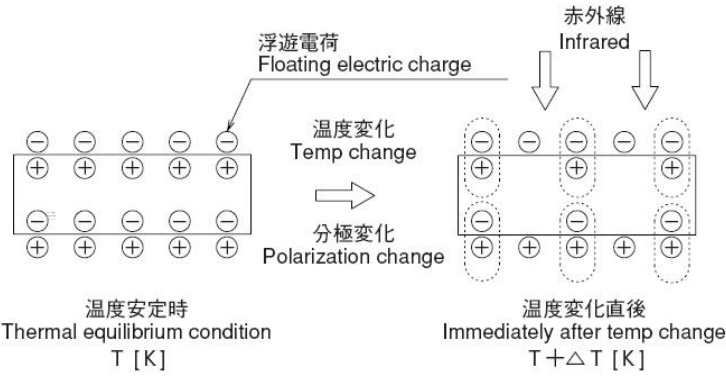 赤外線
Infrared
浮遊電荷
Floating electric charge
温度変化
Temp change
分極変化
Polarization change
温度安定時
Thermal equilibrium condition
T [K]
温度変化直後
Immediately after temp change
T+△T [K]